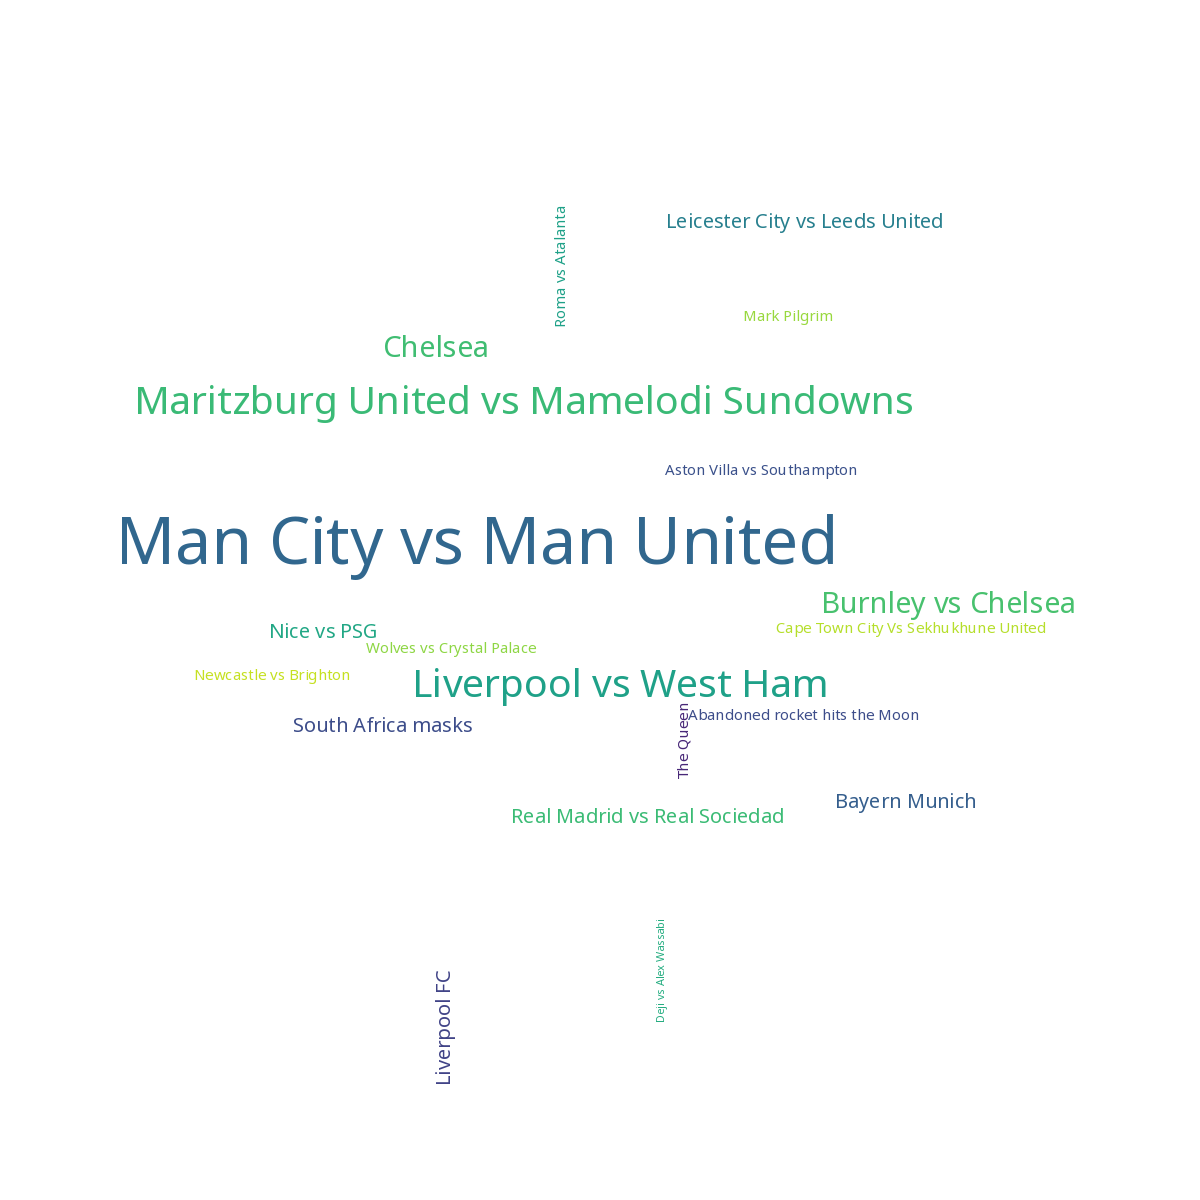 Roma vs Atalanta
Leicester City vs Leeds United
Mark Pilgrim
Chelsea
Maritzburg United vs Mamelodi Sundowns
Aston Villa vs Southampton
Man City vs Man United
Burnley vs Chelsea
Cape Town City Vs Sekhukhune United
Nice vs PSG
Wolves vs Crystal Palace
Newcastle vs Brighton
Liverpool vs West Ham
South Africa masks
Abandoned rocket hits the Moon
The Queen
Bayern Munich
Real Madrid vs Real Sociedad
Deji vs Alex Wassabi
Liverpool FC